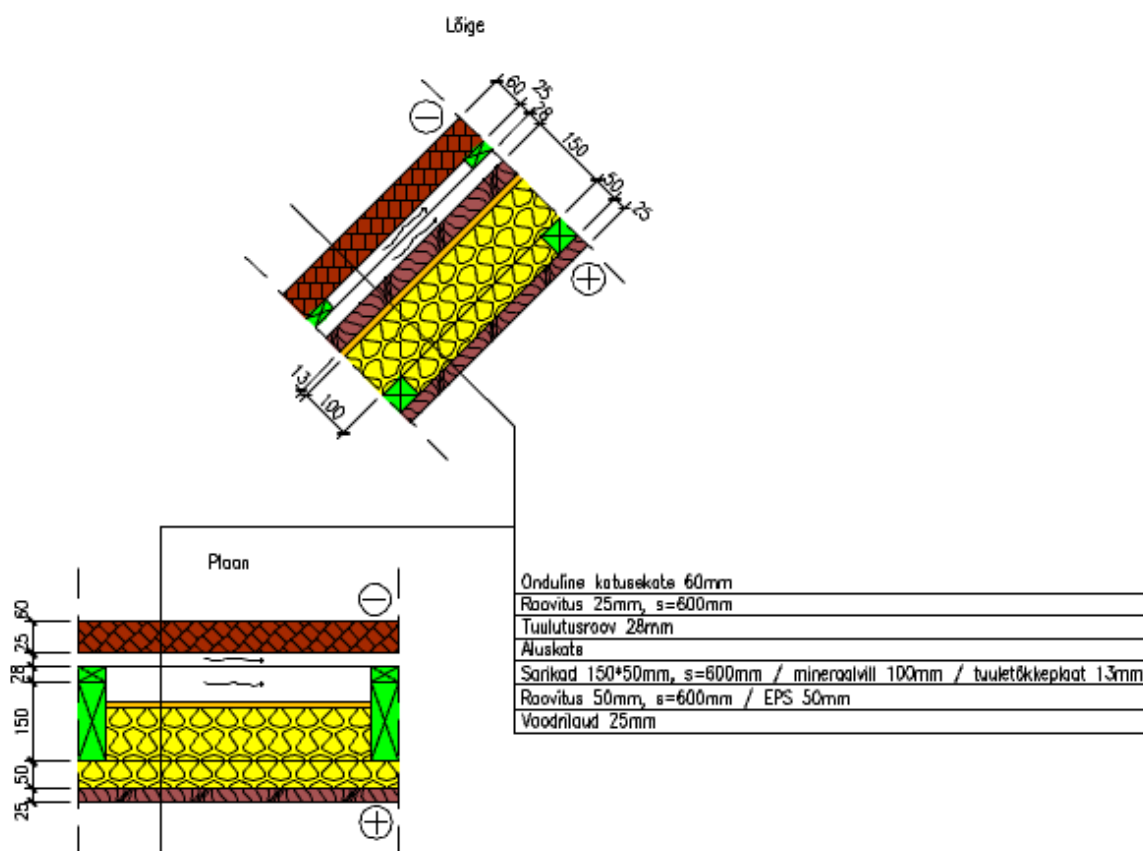 Lõige
60
25
28
150
50
25
13
100
Plaan
60
25
28
150
50
25
Onduline katusekate 60mm
Roovitus 25mm, s=600mm
Tuulutusroov 28mm
Aluskate
Sarikad 150*50mm, s=600mm / mineraalvill 100mm / tuuletõkkeplaat 13mm
Roovitus 50mm, s=600mm / EPS 50mm
Voodrilaud 25mm